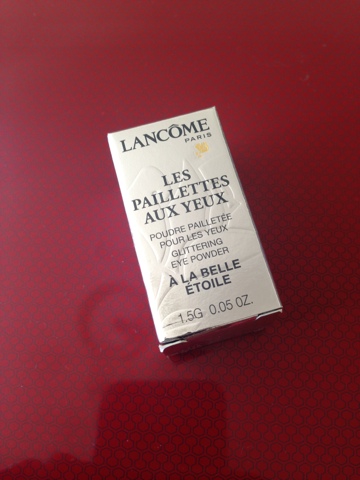 LANCÔME
PARIS
LES
PAILLETTES
AUX YEUX
POUDRE PAILLETÉE
POUR LES YEUX
GLITTERING
EYE POWDER
À LA BELLE
ÉTOILE
1.5G 0.05 OZ.